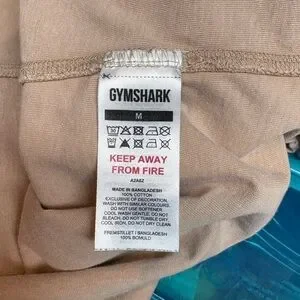 GYMSHARK
M
KEEP AWAY
FROM FIRE
A2A8Z
MADE IN BANGLADESH
100% COTTON
EXCLUSIVE OF DECORATION.
WASH WITH SIMILAR COLOURS.
DO NOT USE SOFTENER.
COOL WASH GENTLE, DO NOT
BLEACH, DO NOT TUMBLE DRY
COOL IRON, DO NOT DRY CLEAN
FREMSTILLET I BANGLADESH
100% BOMULD